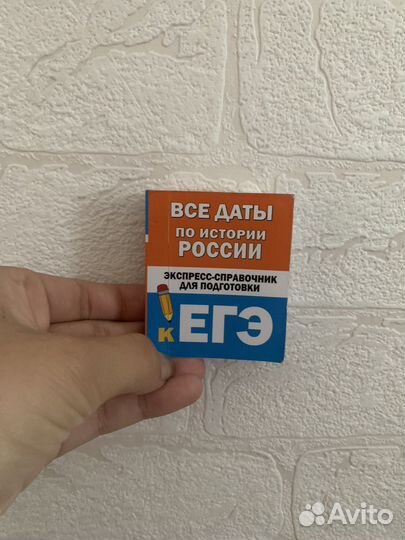 ВСЕ ДАТЫ
ПО ИСТОРИИ
РОССИИ
ЭКСПРЕСС-СПРАВОЧНИК
ДЛЯ ПОДГОТОВКИ
К ЕГЭ
Avito